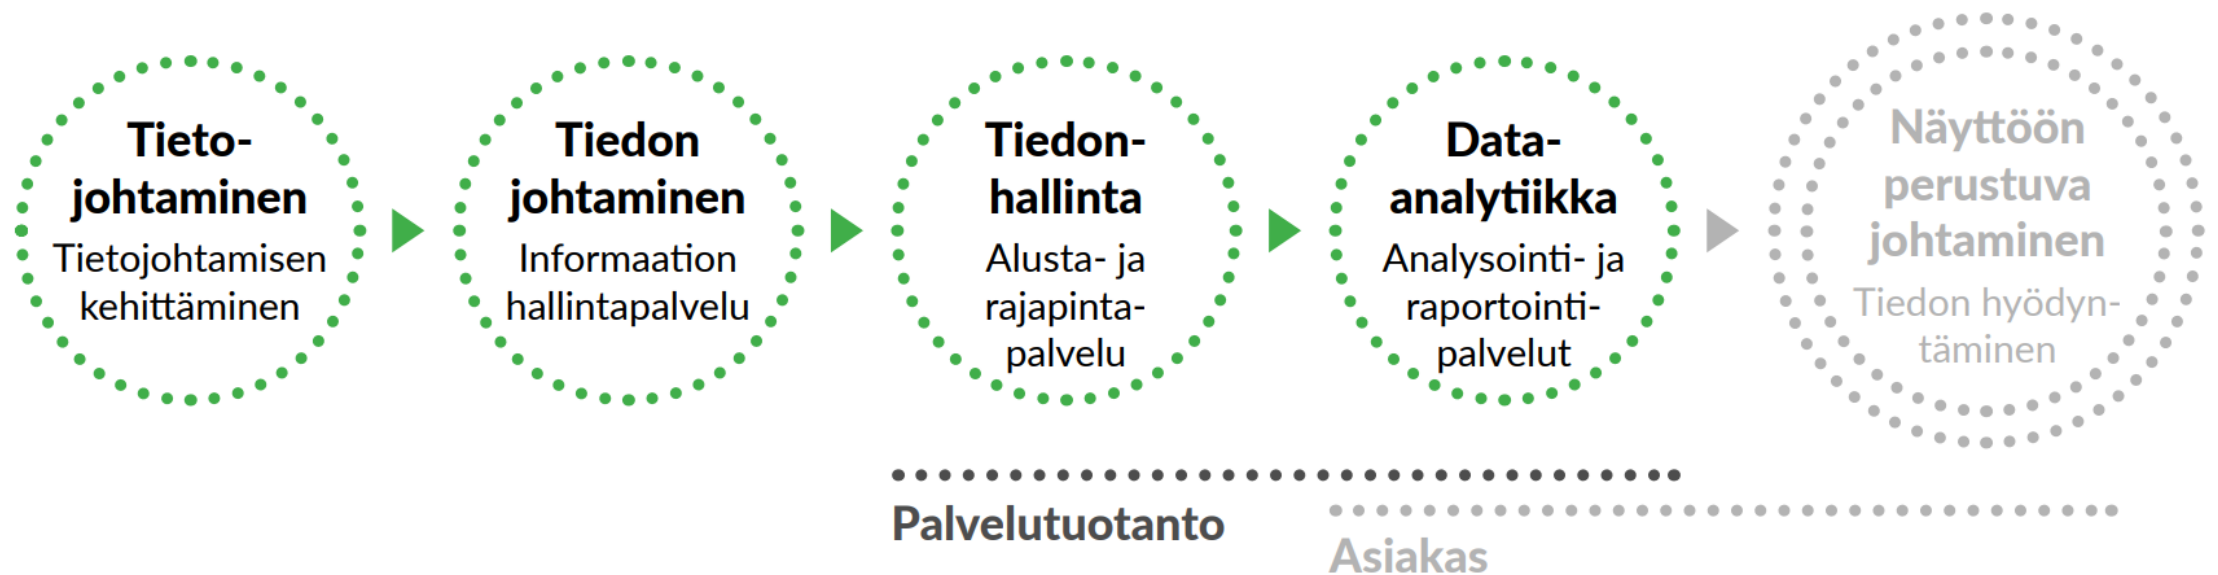 Tieto-
johtaminen
Tietojohtamisen
kehittäminen
Tiedon
johtaminen
Informaation
hallintapalvelu
Tiedon-
hallinta
Alusta- ja
rajapinta-
palvelu
Data-
analytiikka
Analysointi- ja
raportointi-
palvelut
Näyttöön
perustuva
johtaminen
Tiedon hyödyn-
täminen
Palvelutuotanto
Asiakas